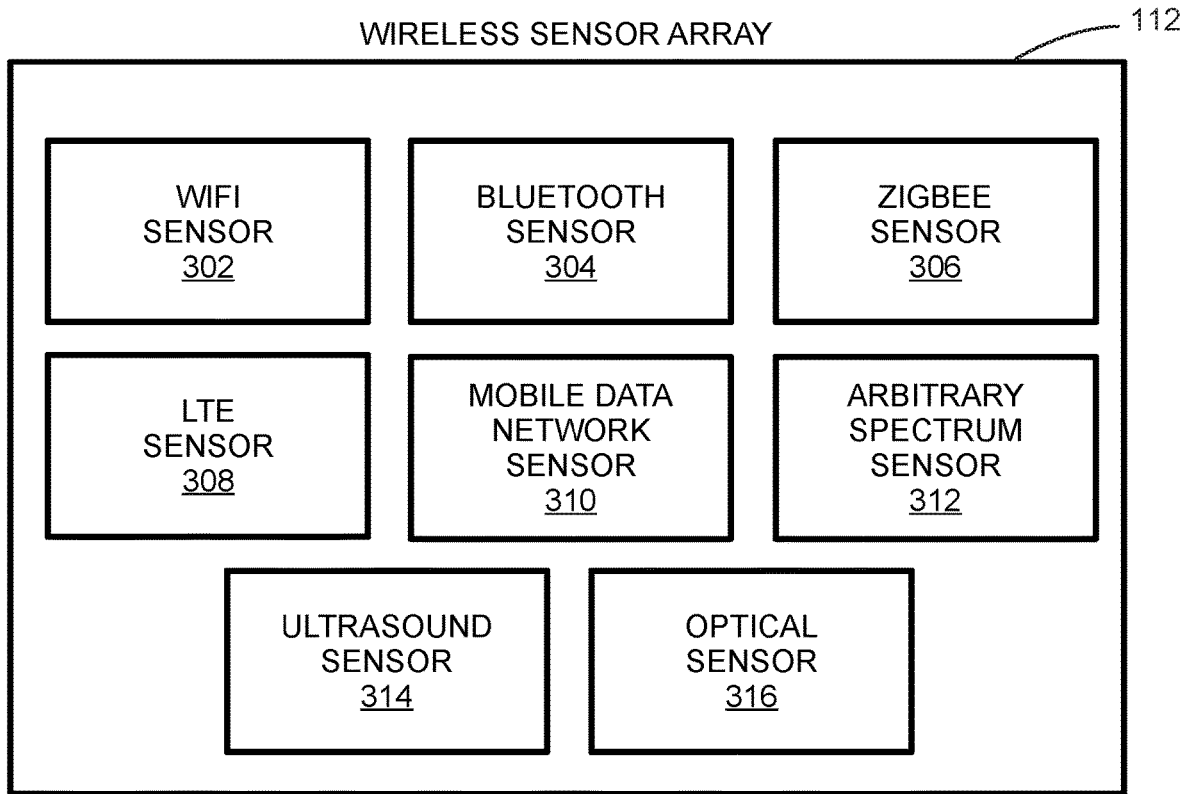 WIRELESS SENSOR ARRAY
112
WIFI
SENSOR
302
BLUETOOTH
SENSOR
304
ZIGBEE
SENSOR
306
LTE
SENSOR
308
MOBILE DATA
NETWORK
SENSOR
310
ARBITRARY
SPECTRUM
SENSOR
312
ULTRASOUND
SENSOR
314
OPTICAL
SENSOR
316